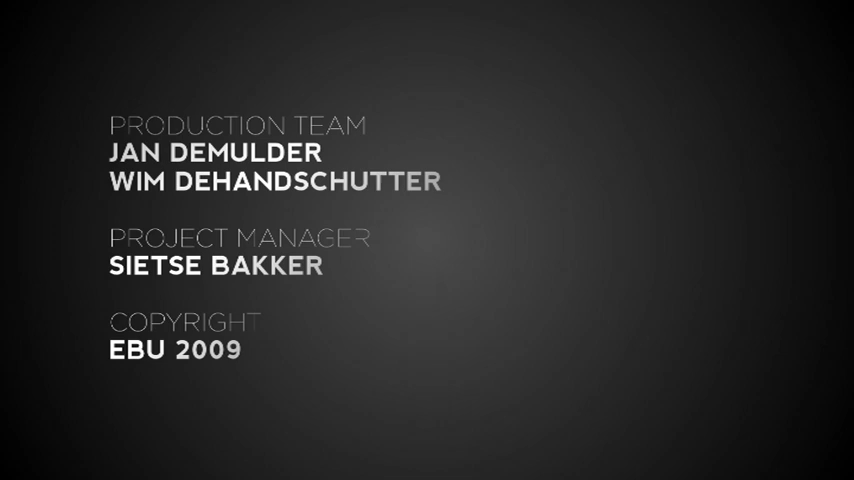 PRODUCTION TEAM
JAN DEMULDER
WIM DEHANDSCHUTTER
PROJECT MANAGER
SIETSE BAKKER
COPYRIGHT
EBU 2009